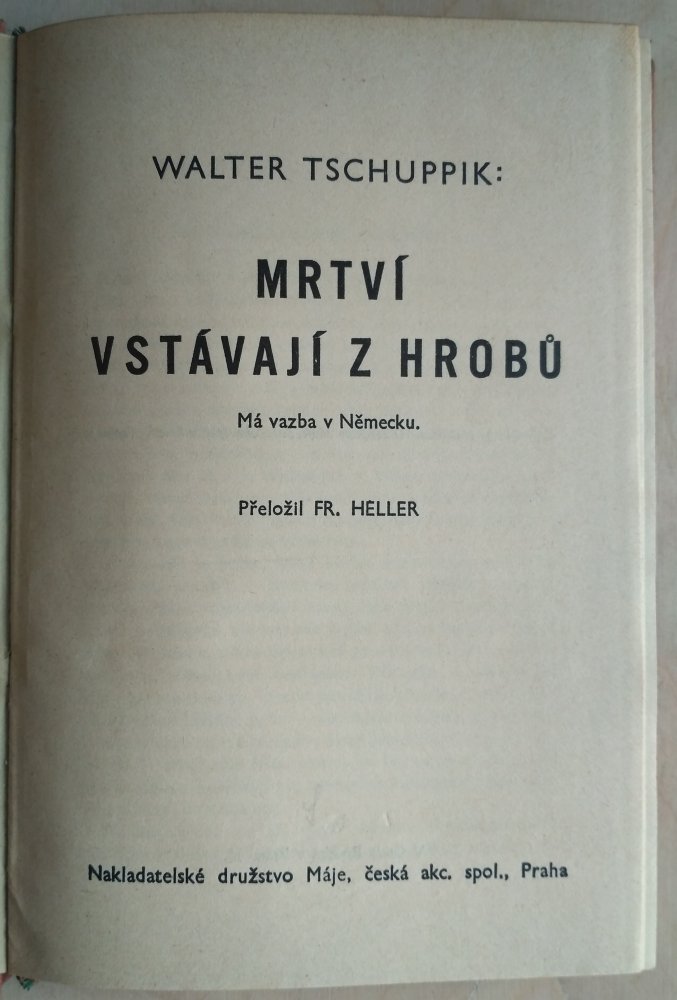 WALTER TSCHUPPIK:
MRTVÍ
VSTÁVAJÍ Z HROBŮ
Má vazba v Německu.
Přeložil FR. HELLER
Nakladatelské družstvo Máje, česká akc. spol., Praha